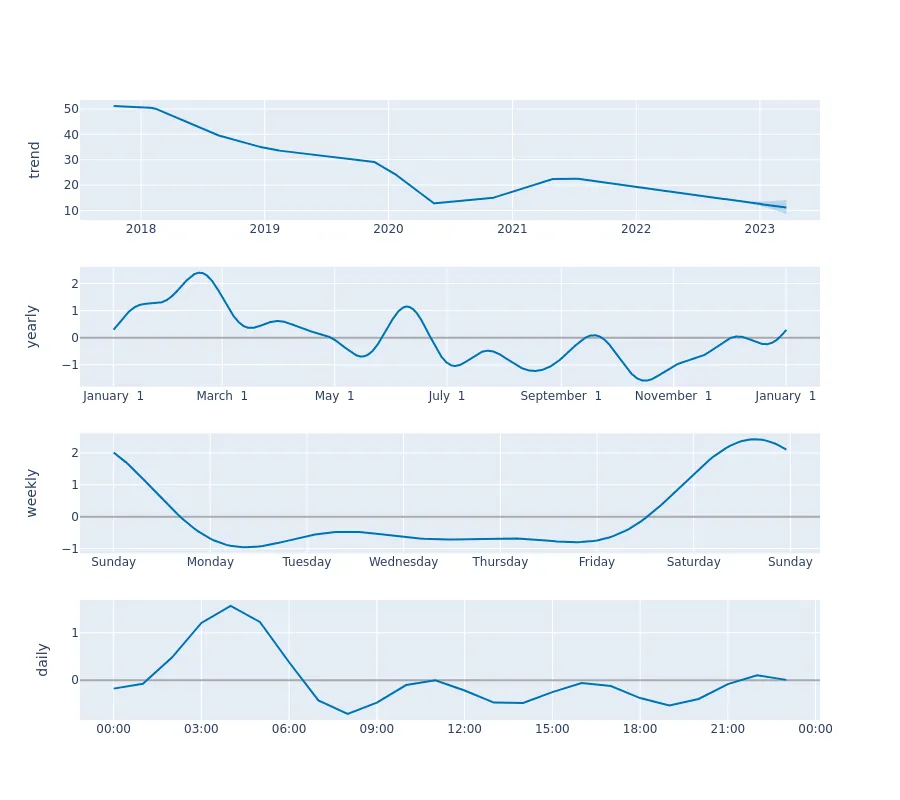 trend
50
40
30
20
10
2018 2019 2020 2021 2022 2023
yearly
2
1
0
−1
January 1 March 1 May 1 July 1 September 1 November 1 January 1
weekly
2
1
0
−1
Sunday Monday Tuesday Wednesday Thursday Friday Saturday Sunday
daily
1
0
00:00 03:00 06:00 09:00 12:00 15:00 18:00 21:00 00:00